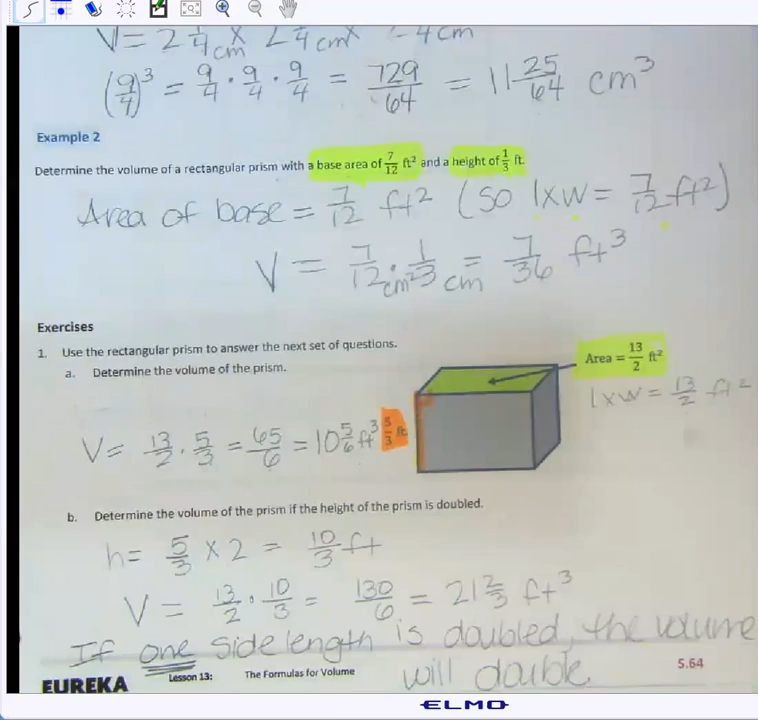 V = 2 1/4 cm x 2 1/4 cm x 2 1/4 cm
(9/4)³ = 9/4 · 9/4 · 9/4 = 729/64 = 11 25/64 cm³
Example 2
Determine the volume of a rectangular prism with a base area of 7/12 ft² and a height of 1/3 ft.
Area of base = 7/12 ft² (so l x w = 7/12 ft²)
V = 7/12 cm² · 1/3 cm = 7/36 ft³
Exercises
1. Use the rectangular prism to answer the next set of questions.
a. Determine the volume of the prism.
Area = 13/2 ft²
l x w = 13/2 ft²
V = 13/2 · 5/3 = 65/6 = 10 5/6 ft³
5/3 ft.
b. Determine the volume of the prism if the height of the prism is doubled.
h = 5/3 x 2 = 10/3 ft
V = 13/2 · 10/3 = 130/6 = 21 2/3 ft³
If one side length is doubled, the volume
will double
EUREKA Lesson 13: The Formulas for Volume 5.64
ELMO